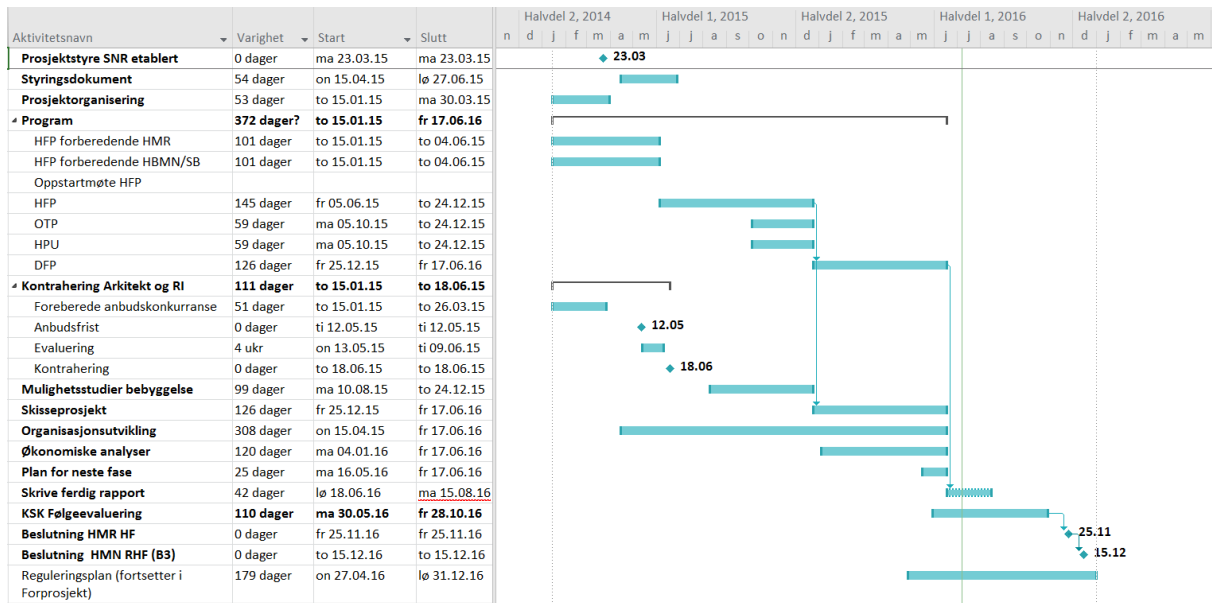 Halvdel 2, 2014 Halvdel 1, 2015 Halvdel 2, 2015 Halvdel 1, 2016 Halvdel 2, 2016
Aktivitetsnavn Varighet Start Slutt n d j f m a m j j a s o n d j f m a m j j a s o n d j f m a m
Prosjektstyre SNR etablert 0 dager ma 23.03.15 ma 23.03.15 23.03
Styringsdokument 54 dager on 15.04.15 lø 27.06.15
Prosjektorganisering 53 dager to 15.01.15 ma 30.03.15
Program 372 dager? to 15.01.15 fr 17.06.16
HFP forberedende HMR 101 dager to 15.01.15 to 04.06.15
HFP forberedende HBMN/SB 101 dager to 15.01.15 to 04.06.15
Oppstartmøte HFP
HFP 145 dager fr 05.06.15 to 24.12.15
OTP 59 dager ma 05.10.15 to 24.12.15
HPU 59 dager ma 05.10.15 to 24.12.15
DFP 126 dager fr 25.12.15 fr 17.06.16
Kontrahering Arkitekt og RI 111 dager to 15.01.15 to 18.06.15
Foreberede anbudskonkurranse 51 dager to 15.01.15 to 26.03.15
Anbudsfrist 0 dager ti 12.05.15 ti 12.05.15 12.05
Evaluering 4 ukr on 13.05.15 ti 09.06.15
Kontrahering 0 dager to 18.06.15 to 18.06.15 18.06
Mulighetsstudier bebyggelse 99 dager ma 10.08.15 to 24.12.15
Skisseprosjekt 126 dager fr 25.12.15 fr 17.06.16
Organisasjonsutvikling 308 dager on 15.04.15 fr 17.06.16
Økonomiske analyser 120 dager ma 04.01.16 fr 17.06.16
Plan for neste fase 25 dager ma 16.05.16 fr 17.06.16
Skrive ferdig rapport 42 dager lø 18.06.16 ma 15.08.16
KSK Følgeevaluering 110 dager ma 30.05.16 fr 28.10.16
Beslutning HMR HF 0 dager fr 25.11.16 fr 25.11.16 25.11
Beslutning HMN RHF (B3) 0 dager to 15.12.16 to 15.12.16 15.12
Reguleringsplan (fortsetter i 179 dager on 27.04.16 lø 31.12.16
Forprosjekt)